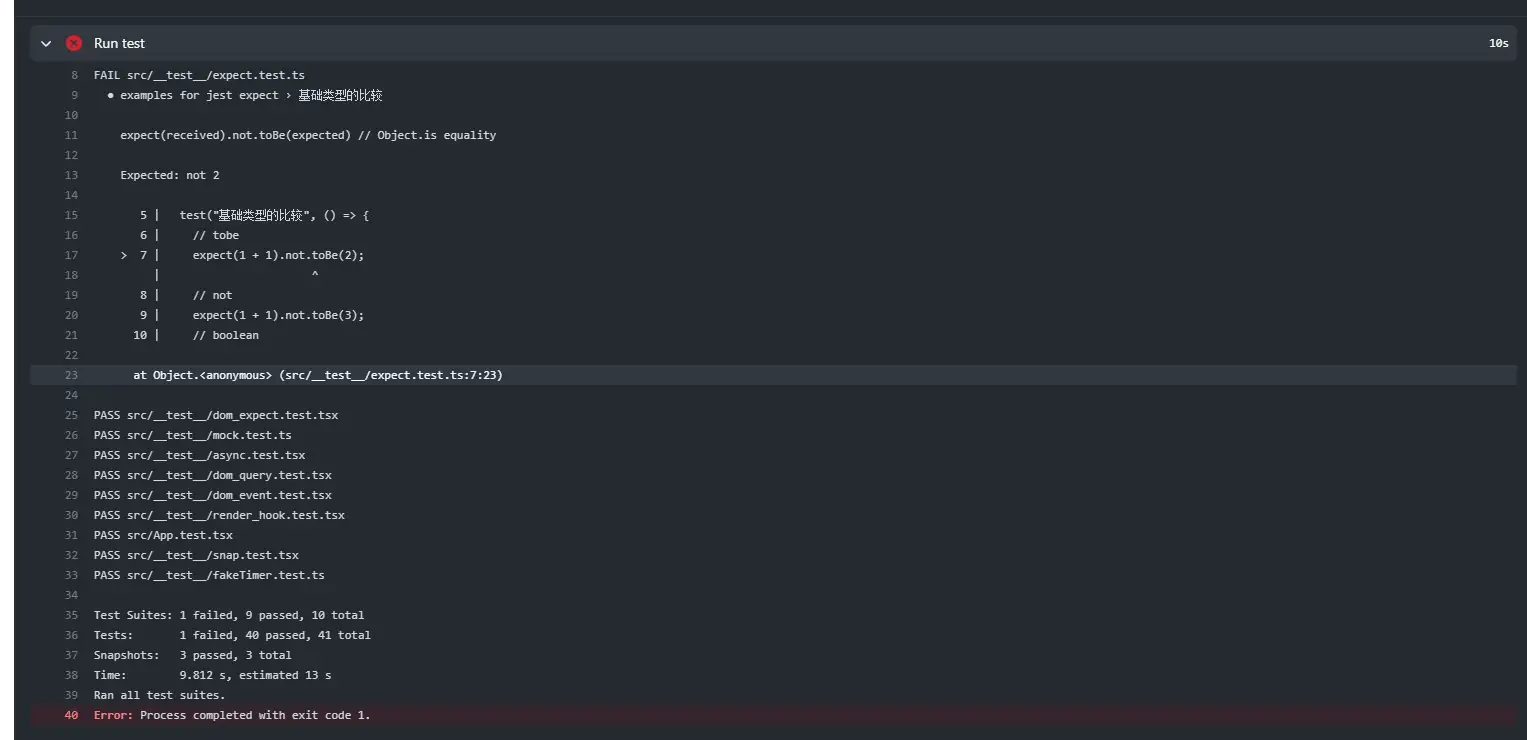 Run test 10s
8 FAIL src/__test__/expect.test.ts
9 ● examples for jest expect › 基础类型的比较
10
11 expect(received).not.toBe(expected) // Object.is equality
12
13 Expected: not 2
14
15 5 | test("基础类型的比较", () => {
16 6 | // tobe
17 > 7 | expect(1 + 1).not.toBe(2);
18 | ^
19 8 | // not
20 9 | expect(1 + 1).not.toBe(3);
21 10 | // boolean
22
23 at Object.<anonymous> (src/__test__/expect.test.ts:7:23)
24
25 PASS src/__test__/dom_expect.test.tsx
26 PASS src/__test__/mock.test.ts
27 PASS src/__test__/async.test.tsx
28 PASS src/__test__/dom_query.test.tsx
29 PASS src/__test__/dom_event.test.tsx
30 PASS src/__test__/render_hook.test.tsx
31 PASS src/App.test.tsx
32 PASS src/__test__/snap.test.tsx
33 PASS src/__test__/fakeTimer.test.ts
34
35 Test Suites: 1 failed, 9 passed, 10 total
36 Tests: 1 failed, 40 passed, 41 total
37 Snapshots: 3 passed, 3 total
38 Time: 9.812 s, estimated 13 s
39 Ran all test suites.
40 Error: Process completed with exit code 1.